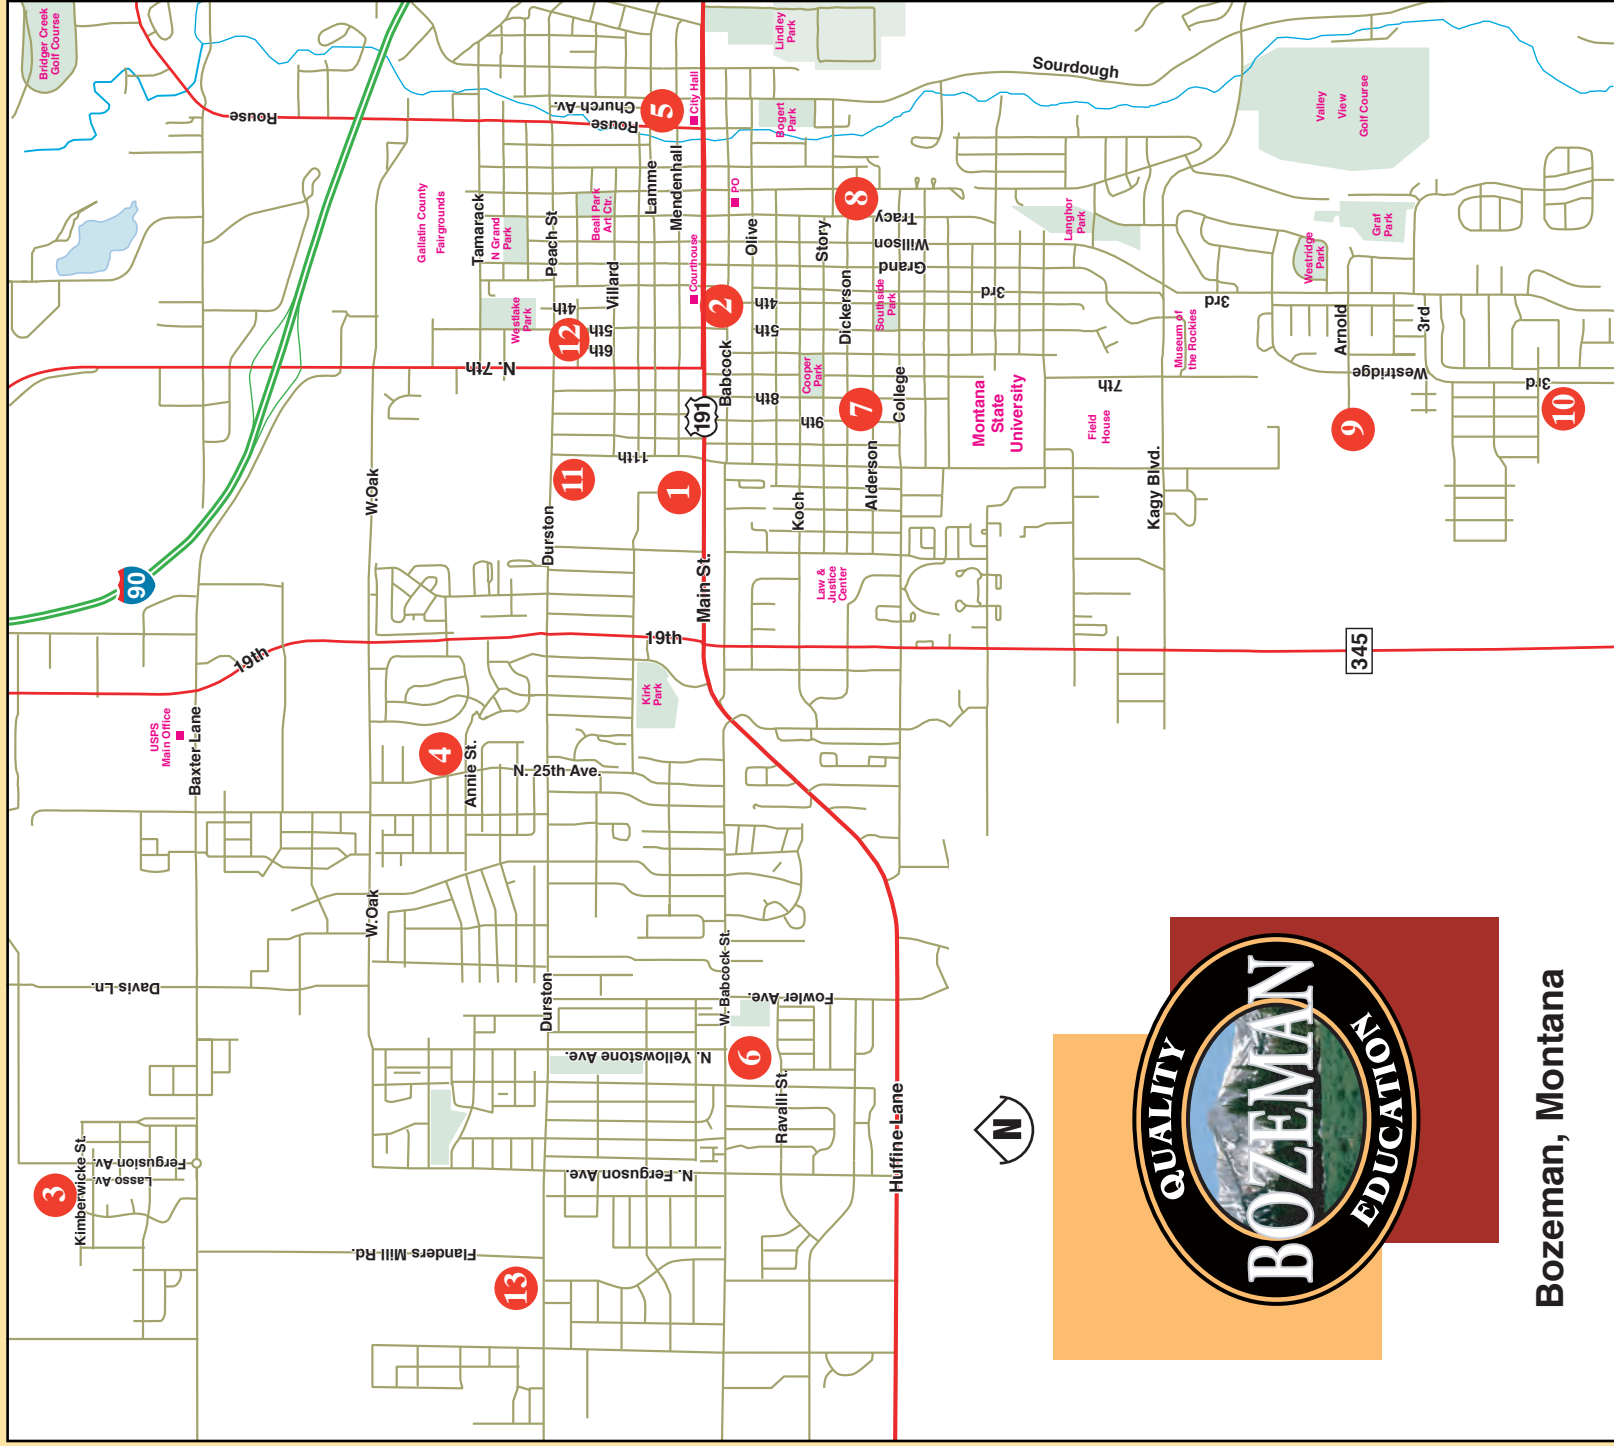 Bridger Creek
Golf Course
Rouse
90
19th
USPS
Main Office
Baxter Lane
Davis Ln.
Kimberwicke St.
Fergusion Av.
Lasso Av.
3
Gallatin County
Fairgrounds
W.Oak
W.Oak
Tamarack
N Grand
Park
Westlake
Park
N. 7th
4
Annie St.
N. 25th Ave.
Flanders Mill Rd.
13
Church Av.
Rouse
5
City Hall
Peach St
Beall Park
Art Ctr.
Lamme
Mendenhall
Villard
4th
5th
6th
12
Courthouse
PO
2
11th
11
1
191
Durston
Main St.
19th
Kirk
Park
Durston
N. Yellowstone Ave.
N. Ferguson Ave.
Lindley
Park
Bogert
Park
Olive
Story
8
Tracy
Willson
Grand
4th
5th
Babcock
8th
9th
Cooper
Park
Dickerson
Southside
Park
7
College
Alderson
Koch
Law &
Justice
Center
W. Babcock St.
Fowler Ave.
6
Ravalli St.
Huffine Lane
Sourdough
Langhor
Park
3rd
3rd
Museum of
the Rockies
7th
Montana
State
University
Field
House
Kagy Blvd.
Valley
View
Golf Course
Graf
Park
Westridge
Park
Arnold
3rd
Westridge
3rd
9
10
345
N
QUALITY
BOZEMAN
EDUCATION
Bozeman, Montana